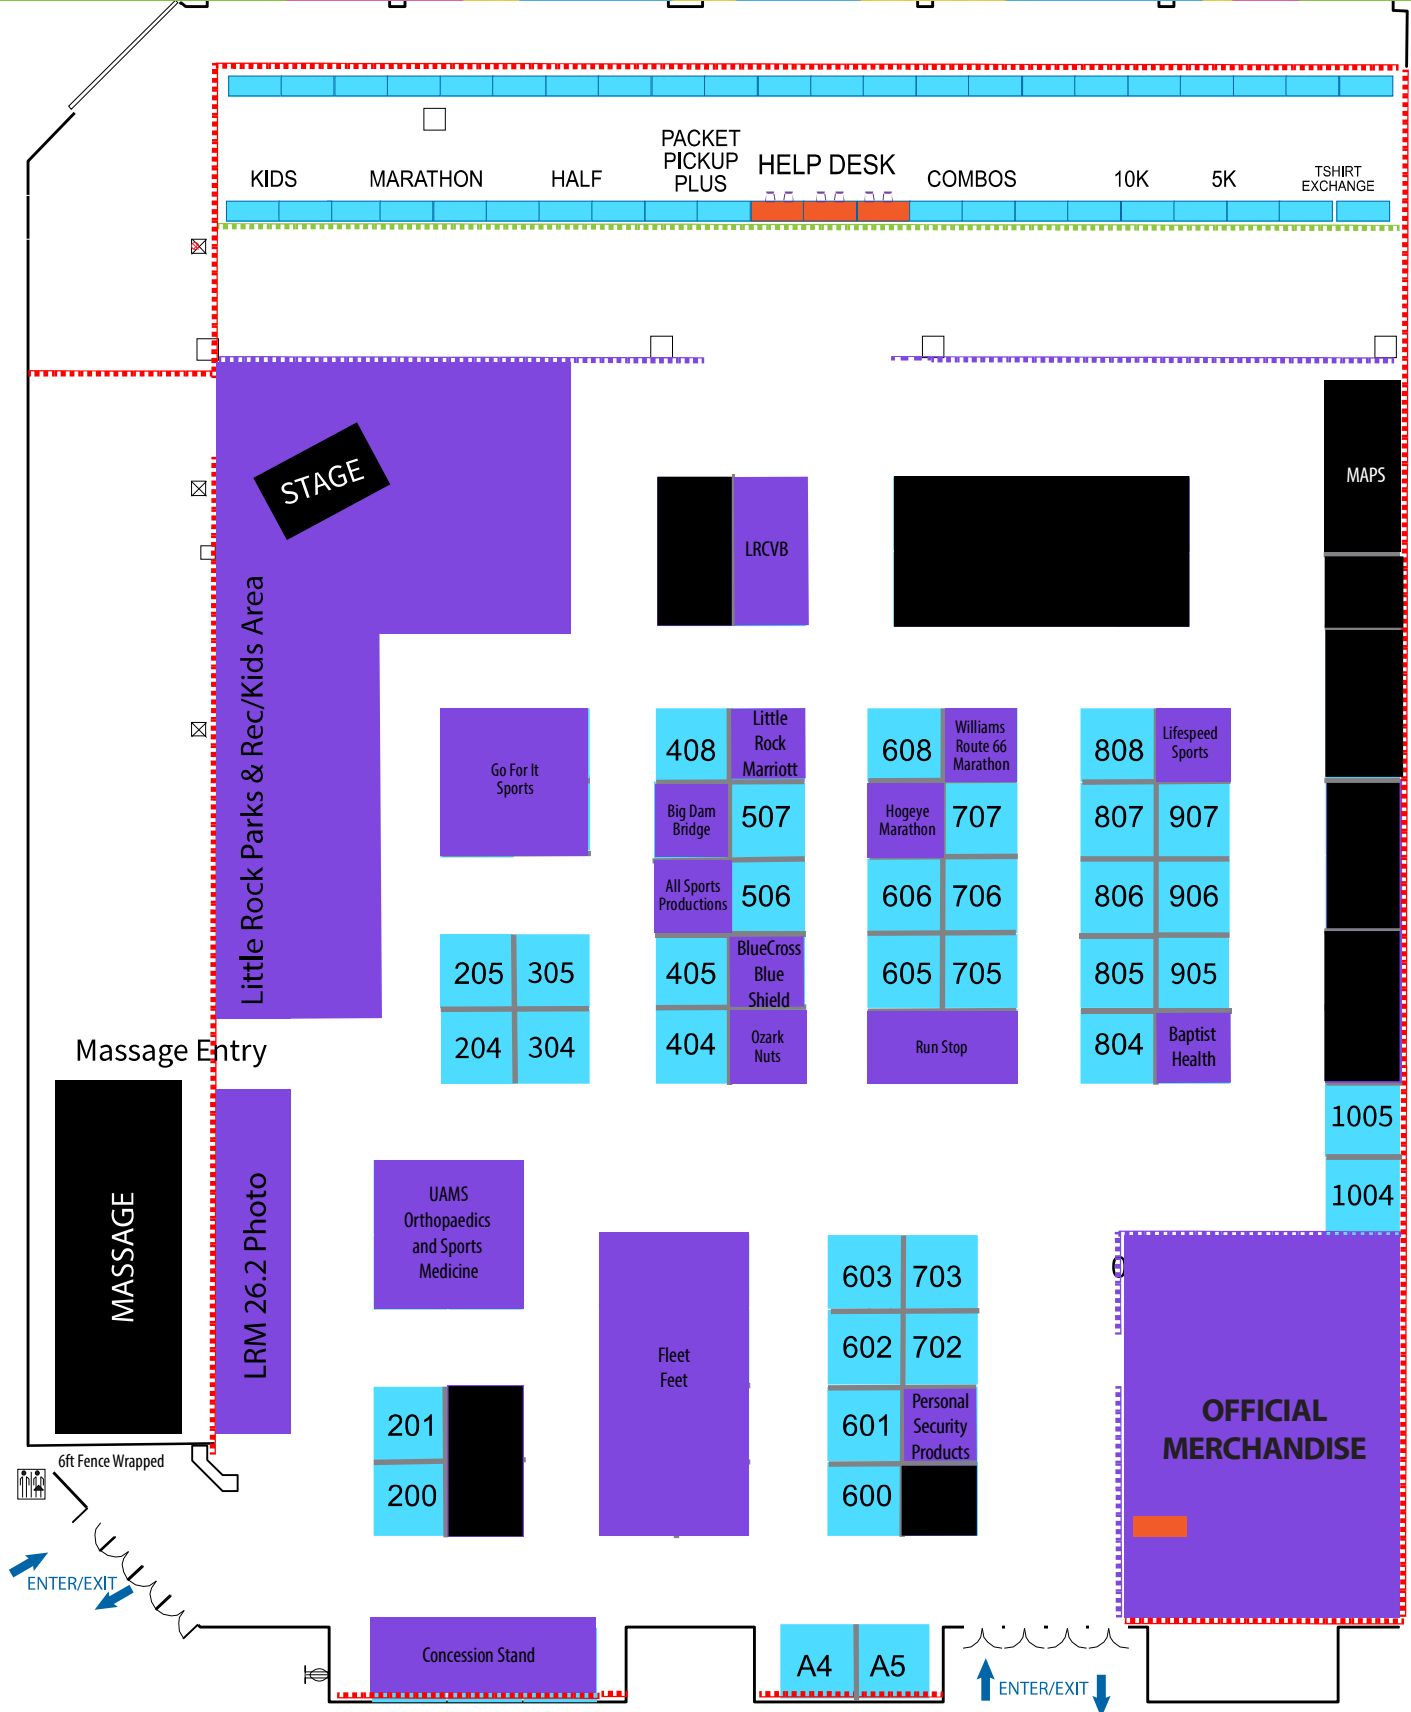 KIDS
MARATHON
HALF
PACKET
PICKUP
PLUS
HELP DESK
COMBOS
10K
5K
TSHIRT
EXCHANGE
STAGE
MAPS
LRCVB
Little Rock Parks & Rec/Kids Area
Go For It
Sports
408
Little
Rock
Marriott
608
Williams
Route 66
Marathon
808
Lifespeed
Sports
Big Dam
Bridge
507
Hogeye
Marathon
707
807
907
All Sports
Productions
506
606
706
806
906
205
305
405
BlueCross
Blue
Shield
605
705
805
905
204
304
404
Ozark
Nuts
Run Stop
804
Baptist
Health
Massage Entry
1005
1004
MASSAGE
LRM 26.2 Photo
UAMS
Orthopaedics
and Sports
Medicine
Fleet
Feet
603
703
602
702
201
601
Personal
Security
Products
200
600
OFFICIAL
MERCHANDISE
6ft Fence Wrapped
ENTER/EXIT
Concession Stand
A4
A5
ENTER/EXIT